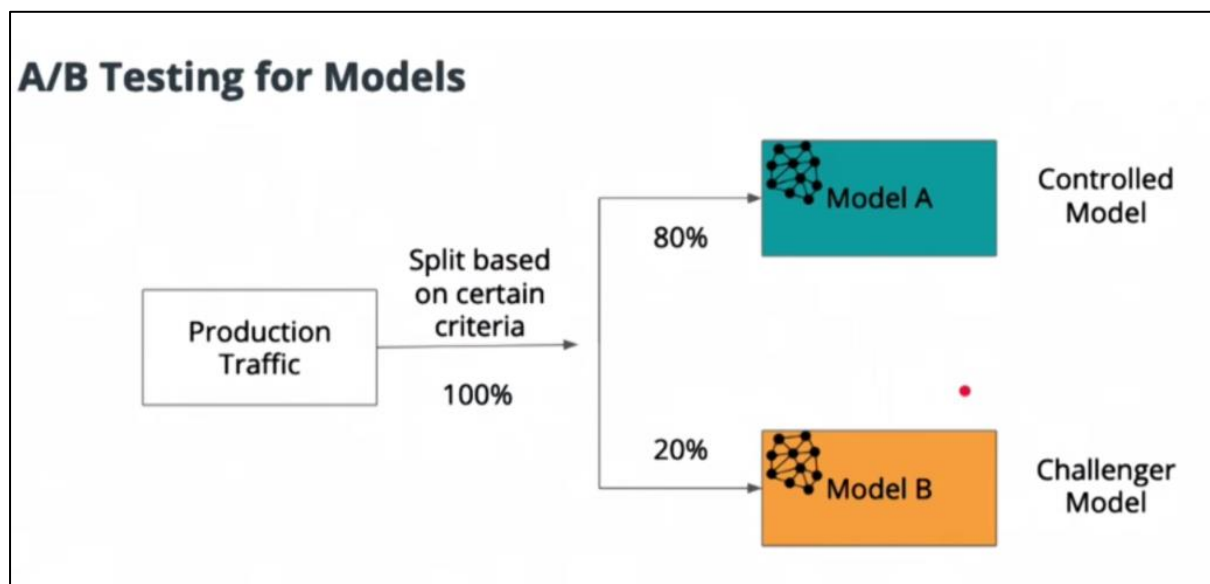 A/B Testing for Models
Production
Traffic
Split based
on certain
criteria
100%
80%
Model A
Controlled
Model
20%
Model B
Challenger
Model